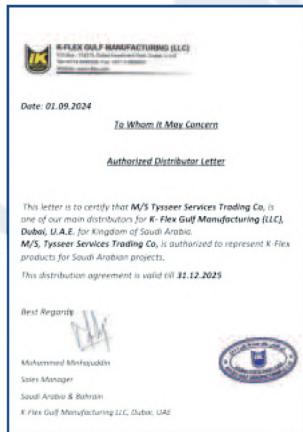 K-FLEX GULF MANUFACTURING (LLC)
Date: 01.09.2024
To Whom It May Concern
Authorized Distributor Letter
This letter is to certify that M/S Tysseer Services Trading Co, is
one of our main distributors for K- Flex Gulf Manufacturing (LLC),
Dubai, U.A.E. for Kingdom of Saudi Arabia.
M/S, Tysseer Services Trading Co, is authorized to represent K-Flex
products for Saudi Arabian projects.
This distribution agreement is valid till 31.12.2025
Best Regards
Mohammed Minhajuddin
Sales Manager
Saudi Arabia & Bahrain
K-Flex Gulf Manufacturing LLC, Dubai, UAE